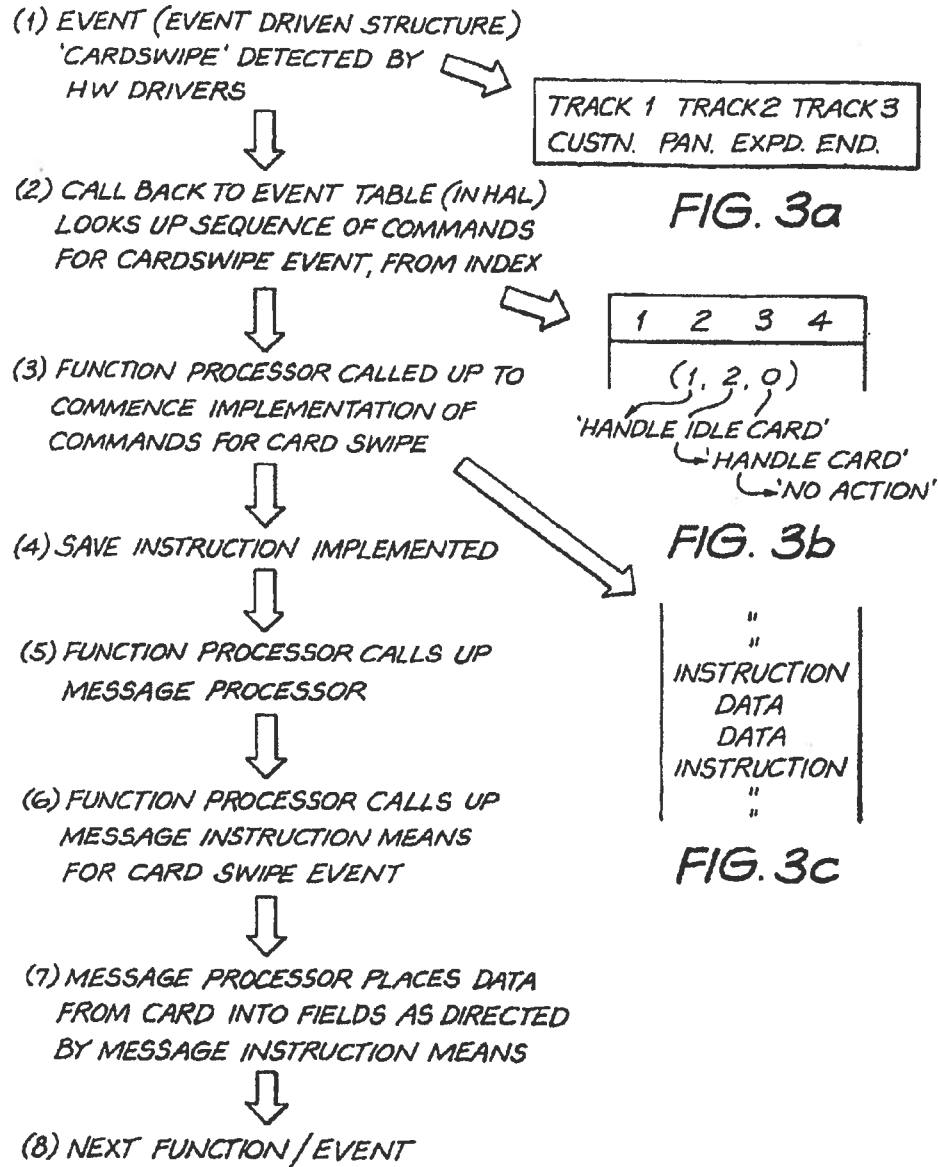 (1) EVENT (EVENT DRIVEN STRUCTURE)
'CARDSWIPE' DETECTED BY
HW DRIVERS
TRACK 1 TRACK2 TRACK 3
CUSTN. PAN. EXPD. END.
FIG. 3a
(2) CALL BACK TO EVENT TABLE (IN HAL)
LOOKS UP SEQUENCE OF COMMANDS
FOR CARDSWIPE EVENT, FROM INDEX
1 2 3 4
(1, 2, 0)
'HANDLE IDLE CARD'
'HANDLE CARD'
'NO ACTION'
FIG. 3b
(3) FUNCTION PROCESSOR CALLED UP TO
COMMENCE IMPLEMENTATION OF
COMMANDS FOR CARD SWIPE
(4) SAVE INSTRUCTION IMPLEMENTED
"
"
INSTRUCTION
DATA
DATA
INSTRUCTION
"
"
FIG. 3c
(5) FUNCTION PROCESSOR CALLS UP
MESSAGE PROCESSOR
(6) FUNCTION PROCESSOR CALLS UP
MESSAGE INSTRUCTION MEANS
FOR CARD SWIPE EVENT
(7) MESSAGE PROCESSOR PLACES DATA
FROM CARD INTO FIELDS AS DIRECTED
BY MESSAGE INSTRUCTION MEANS
(8) NEXT FUNCTION / EVENT